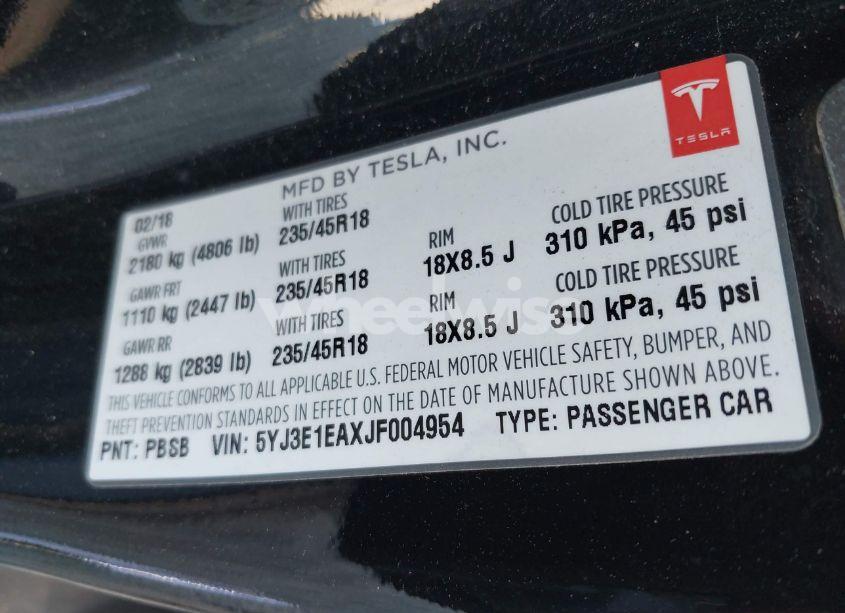 TESLA
MFD BY TESLA, INC.
02/18
GVWR
2180 kg (4806 lb)
WITH TIRES
235/45R18
RIM
18X8.5 J
COLD TIRE PRESSURE
310 kPa, 45 psi
GAWR FRT
1110 kg (2447 lb)
WITH TIRES
235/45R18
RIM
18X8.5 J
COLD TIRE PRESSURE
310 kPa, 45 psi
GAWR RR
1288 kg (2839 lb)
WITH TIRES
235/45R18
THIS VEHICLE CONFORMS TO ALL APPLICABLE U.S. FEDERAL MOTOR VEHICLE SAFETY, BUMPER, AND
THEFT PREVENTION STANDARDS IN EFFECT ON THE DATE OF MANUFACTURE SHOWN ABOVE.
PNT: PBSB VIN: 5YJ3E1EAXJF004954 TYPE: PASSENGER CAR